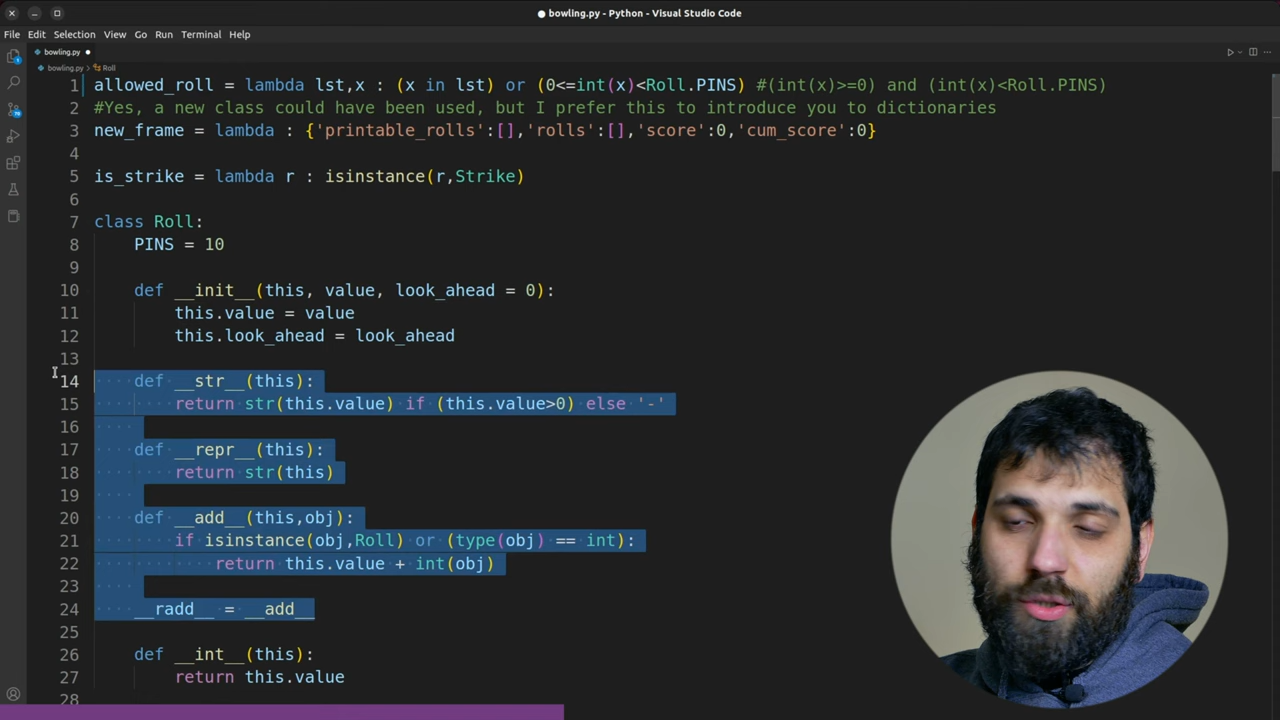 bowling.py - Python - Visual Studio Code
File Edit Selection View Go Run Terminal Help
bowling.py
bowling.py > Roll
1 allowed_roll = lambda lst,x : (x in lst) or (0<=int(x)<Roll.PINS) #(int(x)>=0) and (int(x)<Roll.PINS)
2 #Yes, a new class could have been used, but I prefer this to introduce you to dictionaries
3 new_frame = lambda : {'printable_rolls':[],'rolls':[],'score':0,'cum_score':0}
4
5 is_strike = lambda r : isinstance(r,Strike)
6
7 class Roll:
8     PINS = 10
9
10     def __init__(this, value, look_ahead = 0):
11         this.value = value
12         this.look_ahead = look_ahead
13
14     def __str__(this):
15         return str(this.value) if (this.value>0) else '-'
16
17     def __repr__(this):
18         return str(this)
19
20     def __add__(this,obj):
21         if isinstance(obj,Roll) or (type(obj) == int):
22             return this.value + int(obj)
23
24     __radd__ = __add__
25
26     def __int__(this):
27         return this.value
28